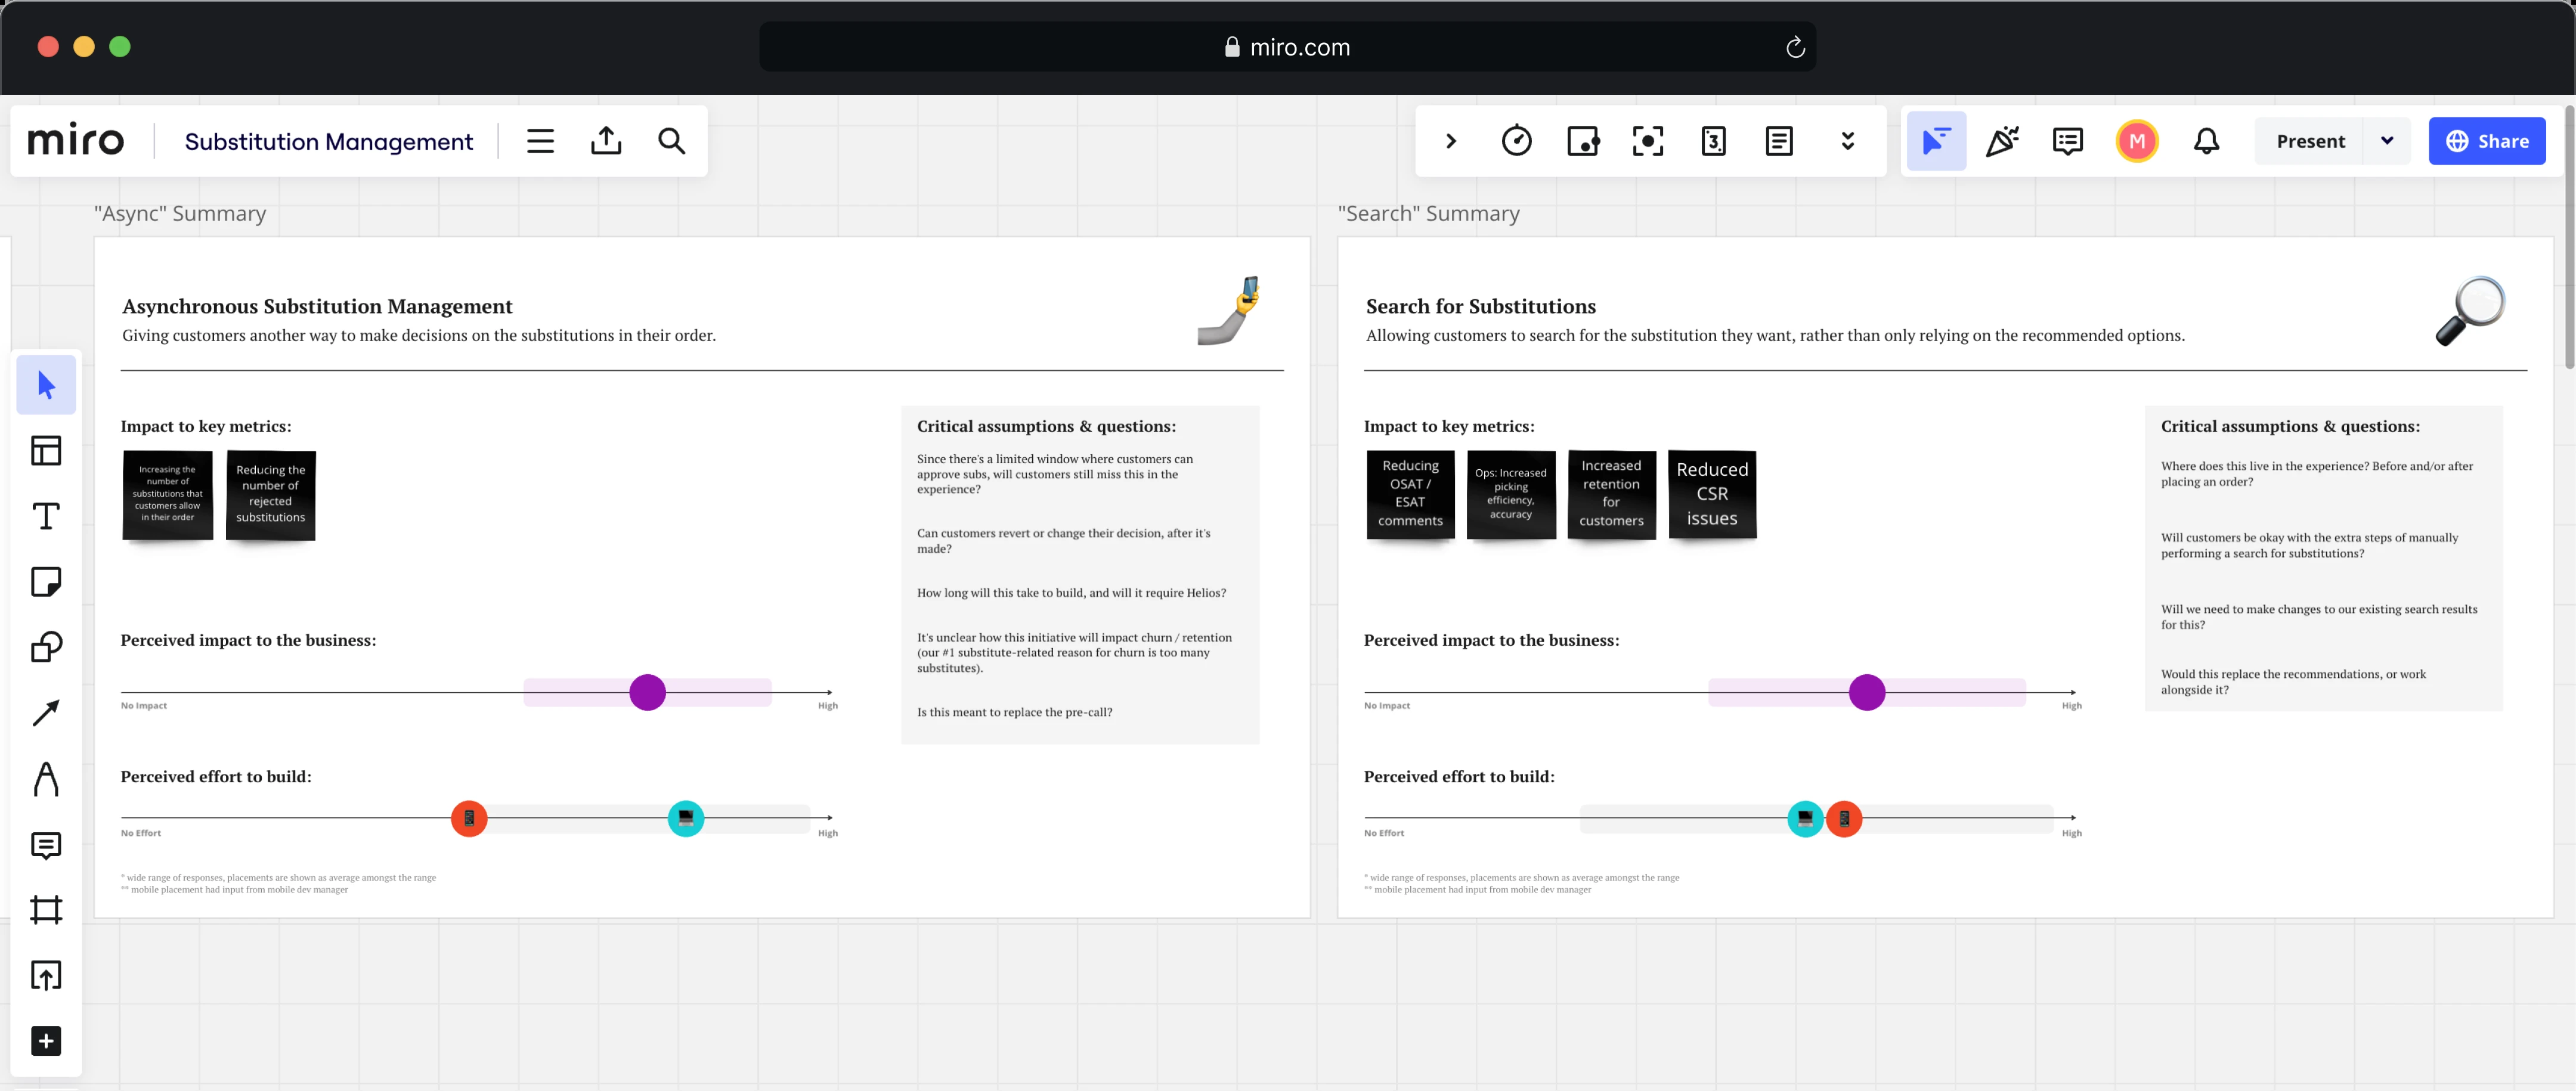 miro.com
miro
Substitution Management
3
M
Present
Share
"Async" Summary
Asynchronous Substitution Management
Giving customers another way to make decisions on the substitutions in their order.
Impact to key metrics:
Increasing the
number of
substitutions that
customers allow
in their order
Reducing the
number of
rejected
substitutions
Critical assumptions & questions:
Since there's a limited window where customers can
approve subs, will customers still miss this in the
experience?
Can customers revert or change their decision, after it's
made?
How long will this take to build, and will it require Helios?
It's unclear how this initiative will impact churn / retention
(our #1 substitute-related reason for churn is too many
substitutes).
Is this meant to replace the pre-call?
Perceived impact to the business:
No Impact
High
Perceived effort to build:
No Effort
High
* wide range of responses, placements are shown as average amongst the range
** mobile placement had input from mobile dev manager
"Search" Summary
Search for Substitutions
Allowing customers to search for the substitution they want, rather than only relying on the recommended options.
Impact to key metrics:
Reducing
OSAT /
ESAT
comments
Ops: Increased
picking
efficiency,
accuracy
Increased
retention
for
customers
Reduced
CSR
issues
Critical assumptions & questions:
Where does this live in the experience? Before and/or after
placing an order?
Will customers be okay with the extra steps of manually
performing a search for substitutions?
Will we need to make changes to our existing search results
for this?
Would this replace the recommendations, or work
alongside it?
Perceived impact to the business:
No Impact
High
Perceived effort to build:
No Effort
High
* wide range of responses, placements are shown as average amongst the range
** mobile placement had input from mobile dev manager